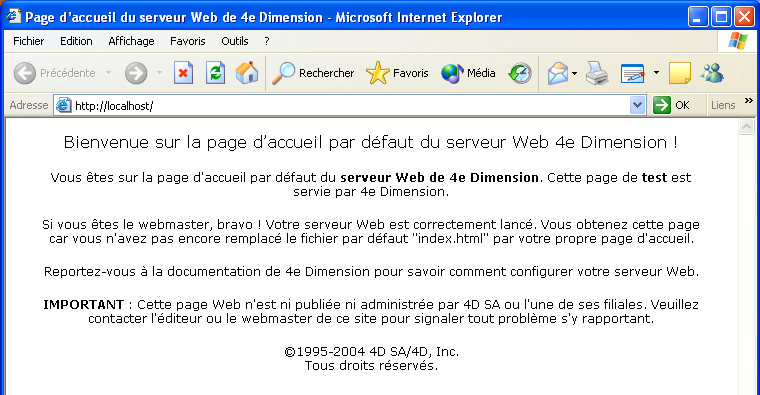 Page d'accueil du serveur Web de 4e Dimension - Microsoft Internet Explorer
Fichier Edition Affichage Favoris Outils ?
Précédente Rechercher Favoris Média
Adresse http://localhost/ OK Liens »
Bienvenue sur la page d'accueil par défaut du serveur Web 4e Dimension !
Vous êtes sur la page d'accueil par défaut du serveur Web de 4e Dimension. Cette page de test est
servie par 4e Dimension.
Si vous êtes le webmaster, bravo ! Votre serveur Web est correctement lancé. Vous obtenez cette page
car vous n'avez pas encore remplacé le fichier par défaut "index.html" par votre propre page d'accueil.
Reportez-vous à la documentation de 4e Dimension pour savoir comment configurer votre serveur Web.
IMPORTANT : Cette page Web n'est ni publiée ni administrée par 4D SA ou l'une de ses filiales. Veuillez
contacter l'éditeur ou le webmaster de ce site pour signaler tout problème s'y rapportant.
©1995-2004 4D SA/4D, Inc.
Tous droits réservés.